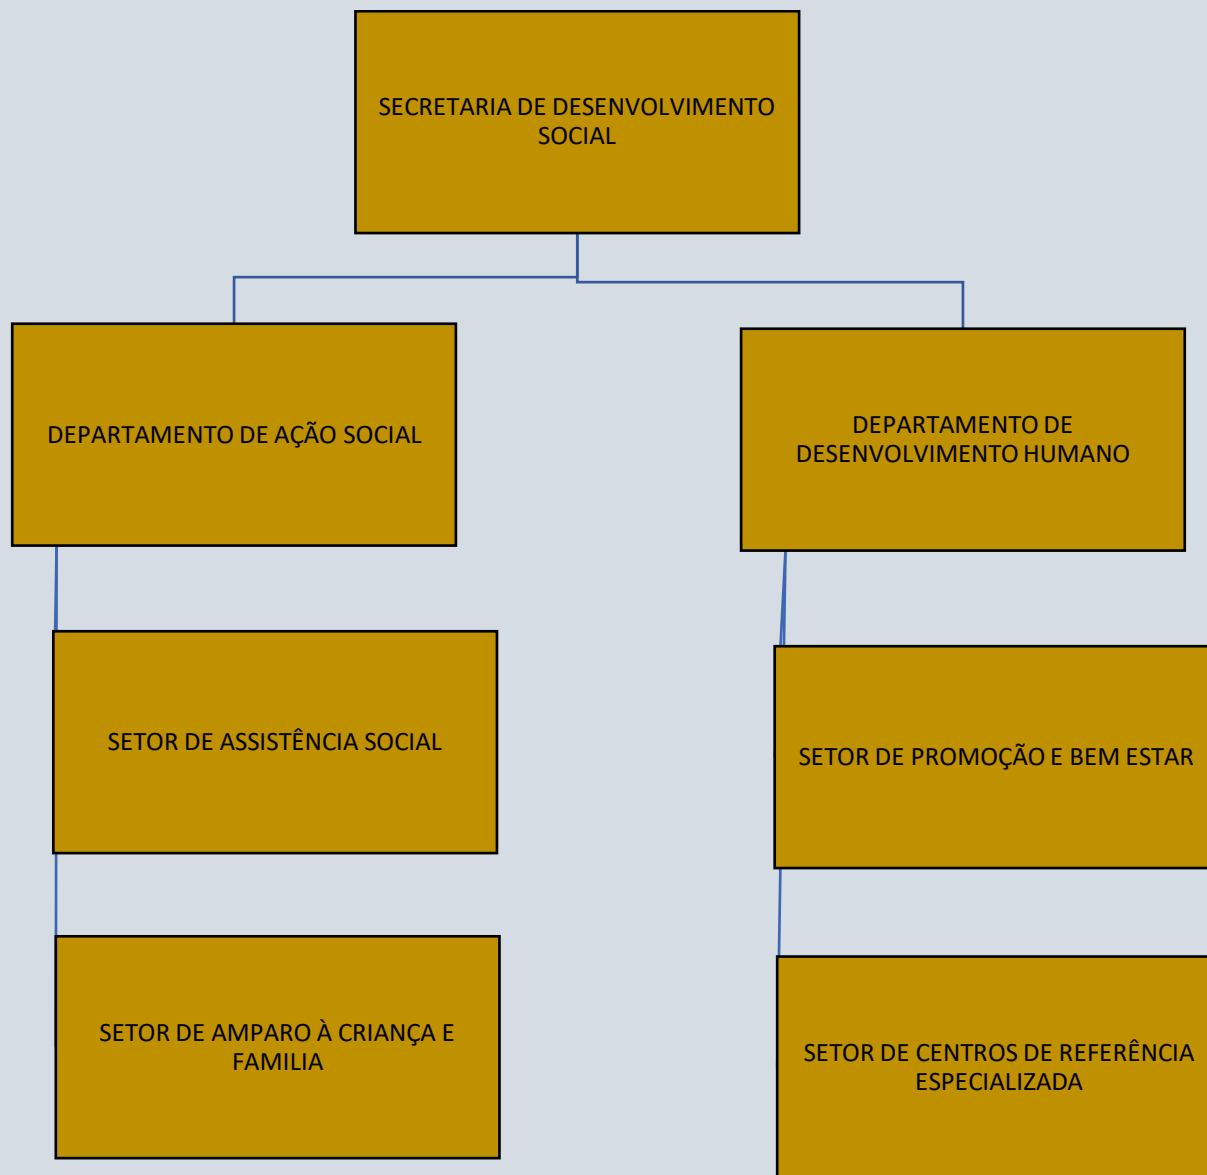 SECRETARIA DE DESENVOLVIMENTO
SOCIAL
DEPARTAMENTO DE AÇÃO SOCIAL
DEPARTAMENTO DE
DESENVOLVIMENTO HUMANO
SETOR DE ASSISTÊNCIA SOCIAL
SETOR DE PROMOÇÃO E BEM ESTAR
SETOR DE AMPARO À CRIANÇA E
FAMILIA
SETOR DE CENTROS DE REFERÊNCIA
ESPECIALIZADA